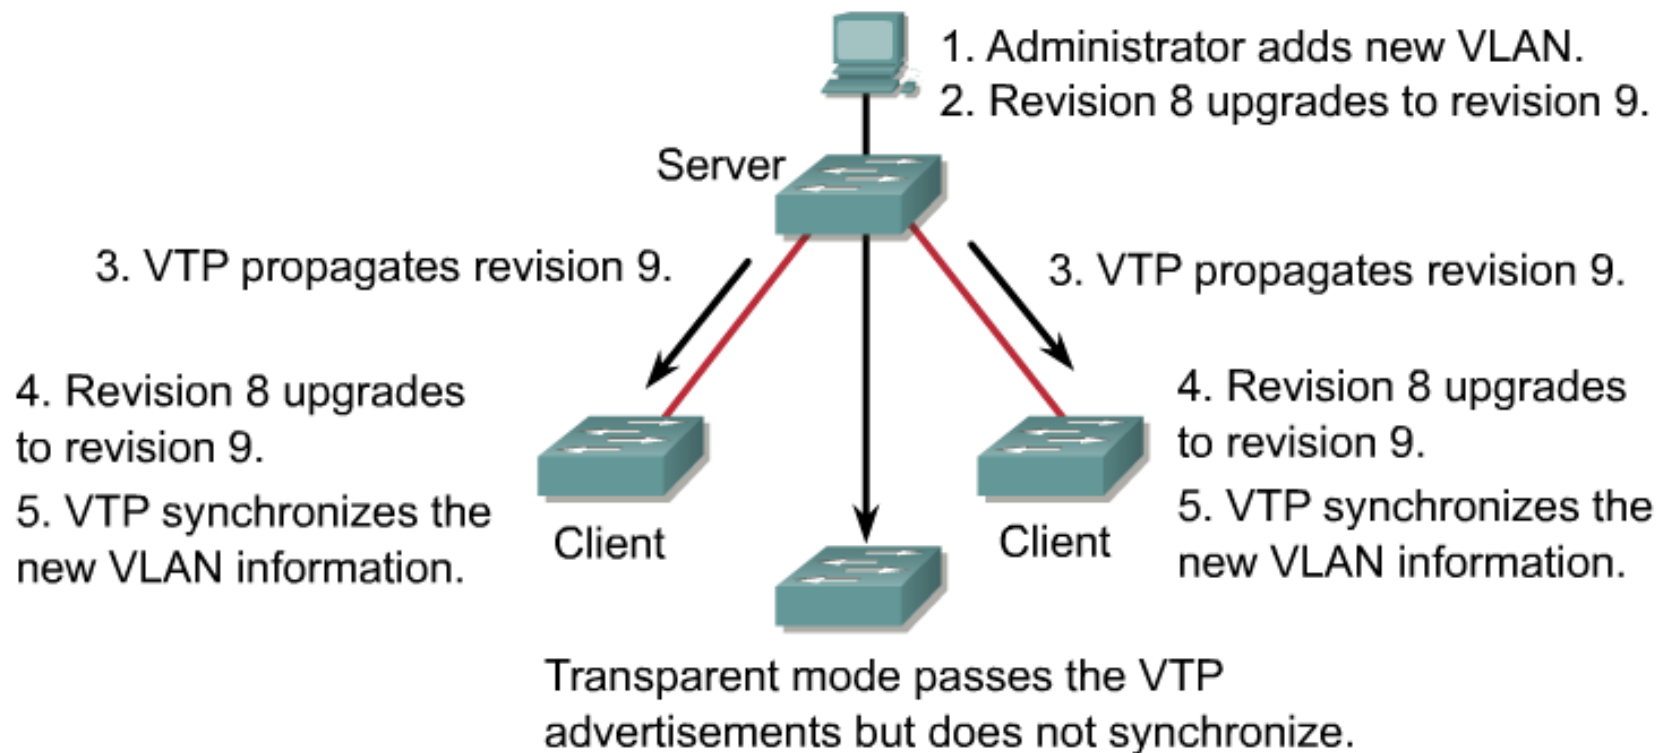 1. Administrator adds new VLAN.
2. Revision 8 upgrades to revision 9.
Server
3. VTP propagates revision 9.
3. VTP propagates revision 9.
4. Revision 8 upgrades
to revision 9.
5. VTP synchronizes the
new VLAN information.
Client
4. Revision 8 upgrades
to revision 9.
5. VTP synchronizes the
new VLAN information.
Client
Transparent mode passes the VTP
advertisements but does not synchronize.